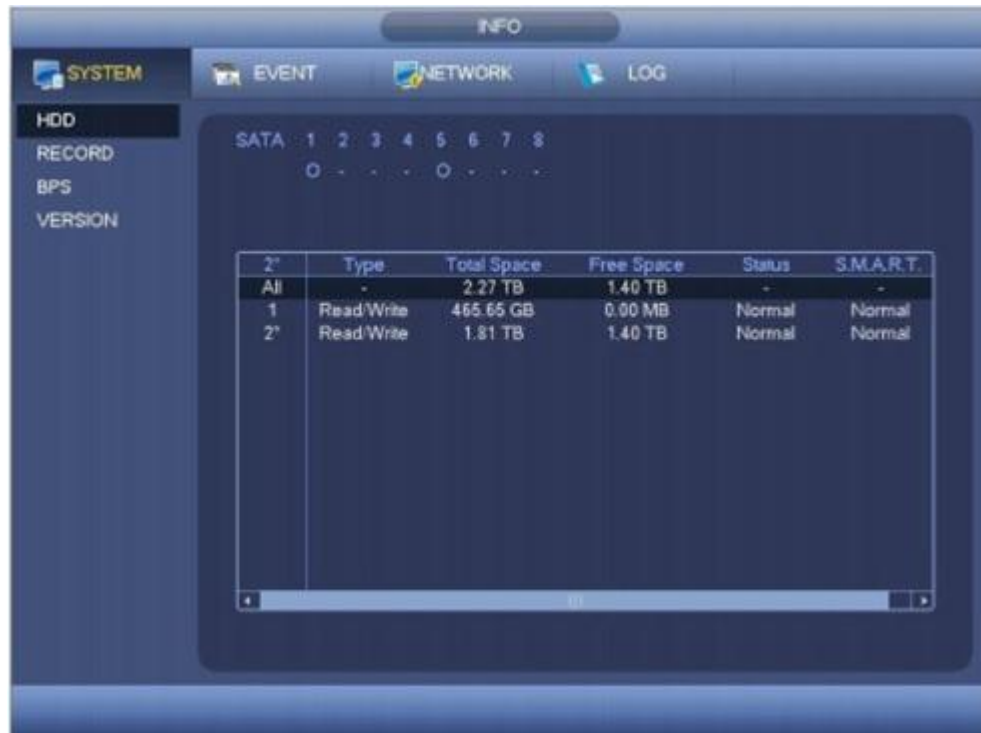 INFO
SYSTEM EVENT NETWORK LOG
HDD
RECORD
BPS
VERSION
SATA 1 2 3 4 5 6 7 8
O - - - O - - -
2* Type Total Space Free Space Status S.M.A.R.T.
All - 2.27 TB 1.40 TB - -
1 Read/Write 465.65 GB 0.00 MB Normal Normal
2* Read/Write 1.81 TB 1.40 TB Normal Normal